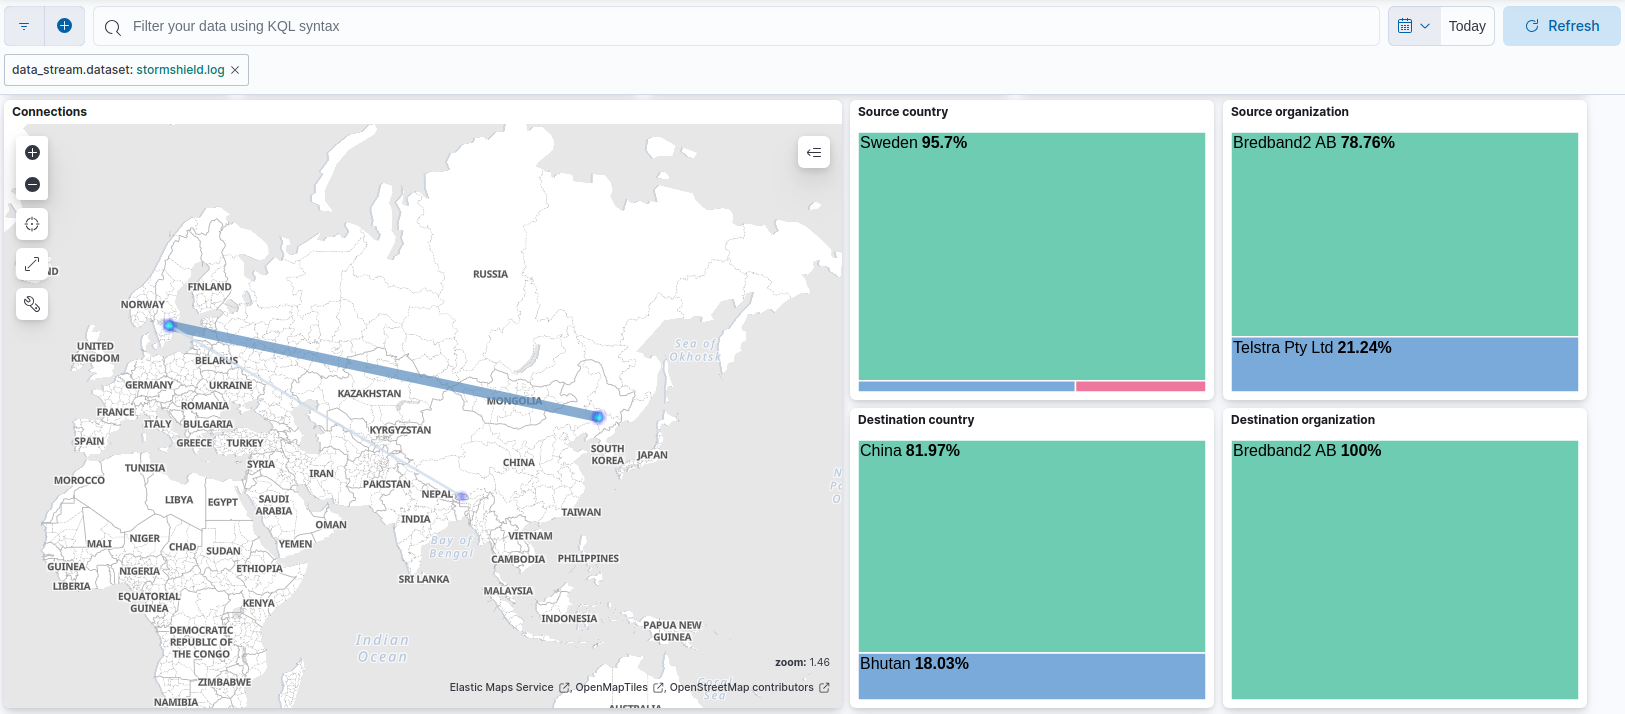 Filter your data using KQL syntax
Today
Refresh
data_stream.dataset: stormshield.log
Connections
RUSSIA
FINLAND
NORWAY
UNITED
KINGDOM
BELARUS
GERMANY
UKRAINE
FRANCE
ROMANIA
ITALY
BULGARIA
SPAIN
GREECE
TURKEY
KAZAKHSTAN
MONGOLIA
KYRGYZSTAN
Sea of
Okhotsk
SOUTH
KOREA
JAPAN
CHINA
TUNISIA
SYRIA
MOROCCO
IRAN
PAKISTAN
NEPAL
LIBYA
EGYPT
SAUDI
ARABIA
INDIA
TAIWAN
OMAN
MALI
NIGER
CHAD
SUDAN
YEMEN
Bay of
Bengal
VIETNAM
CAMBODIA
PHILIPPINES
GUINEA
NIGERIA
ETHIOPIA
LIBERIA
SRI LANKA
EQUATORIAL
GUINEA
KENYA
MALAYSIA
INDONESIA
PAPUA NEW
GUINEA
DEMOCRATIC
REPUBLIC OF
THE CONGO
Indian
Ocean
ZIMBABWE
NAMIBIA
Coral
Sea
AUSTRALIA
zoom: 1.46
Elastic Maps Service , OpenMapTiles , OpenStreetMap contributors
Source country
Sweden 95.7%
Source organization
Bredband2 AB 78.76%
Telstra Pty Ltd 21.24%
Destination country
China 81.97%
Bhutan 18.03%
Destination organization
Bredband2 AB 100%